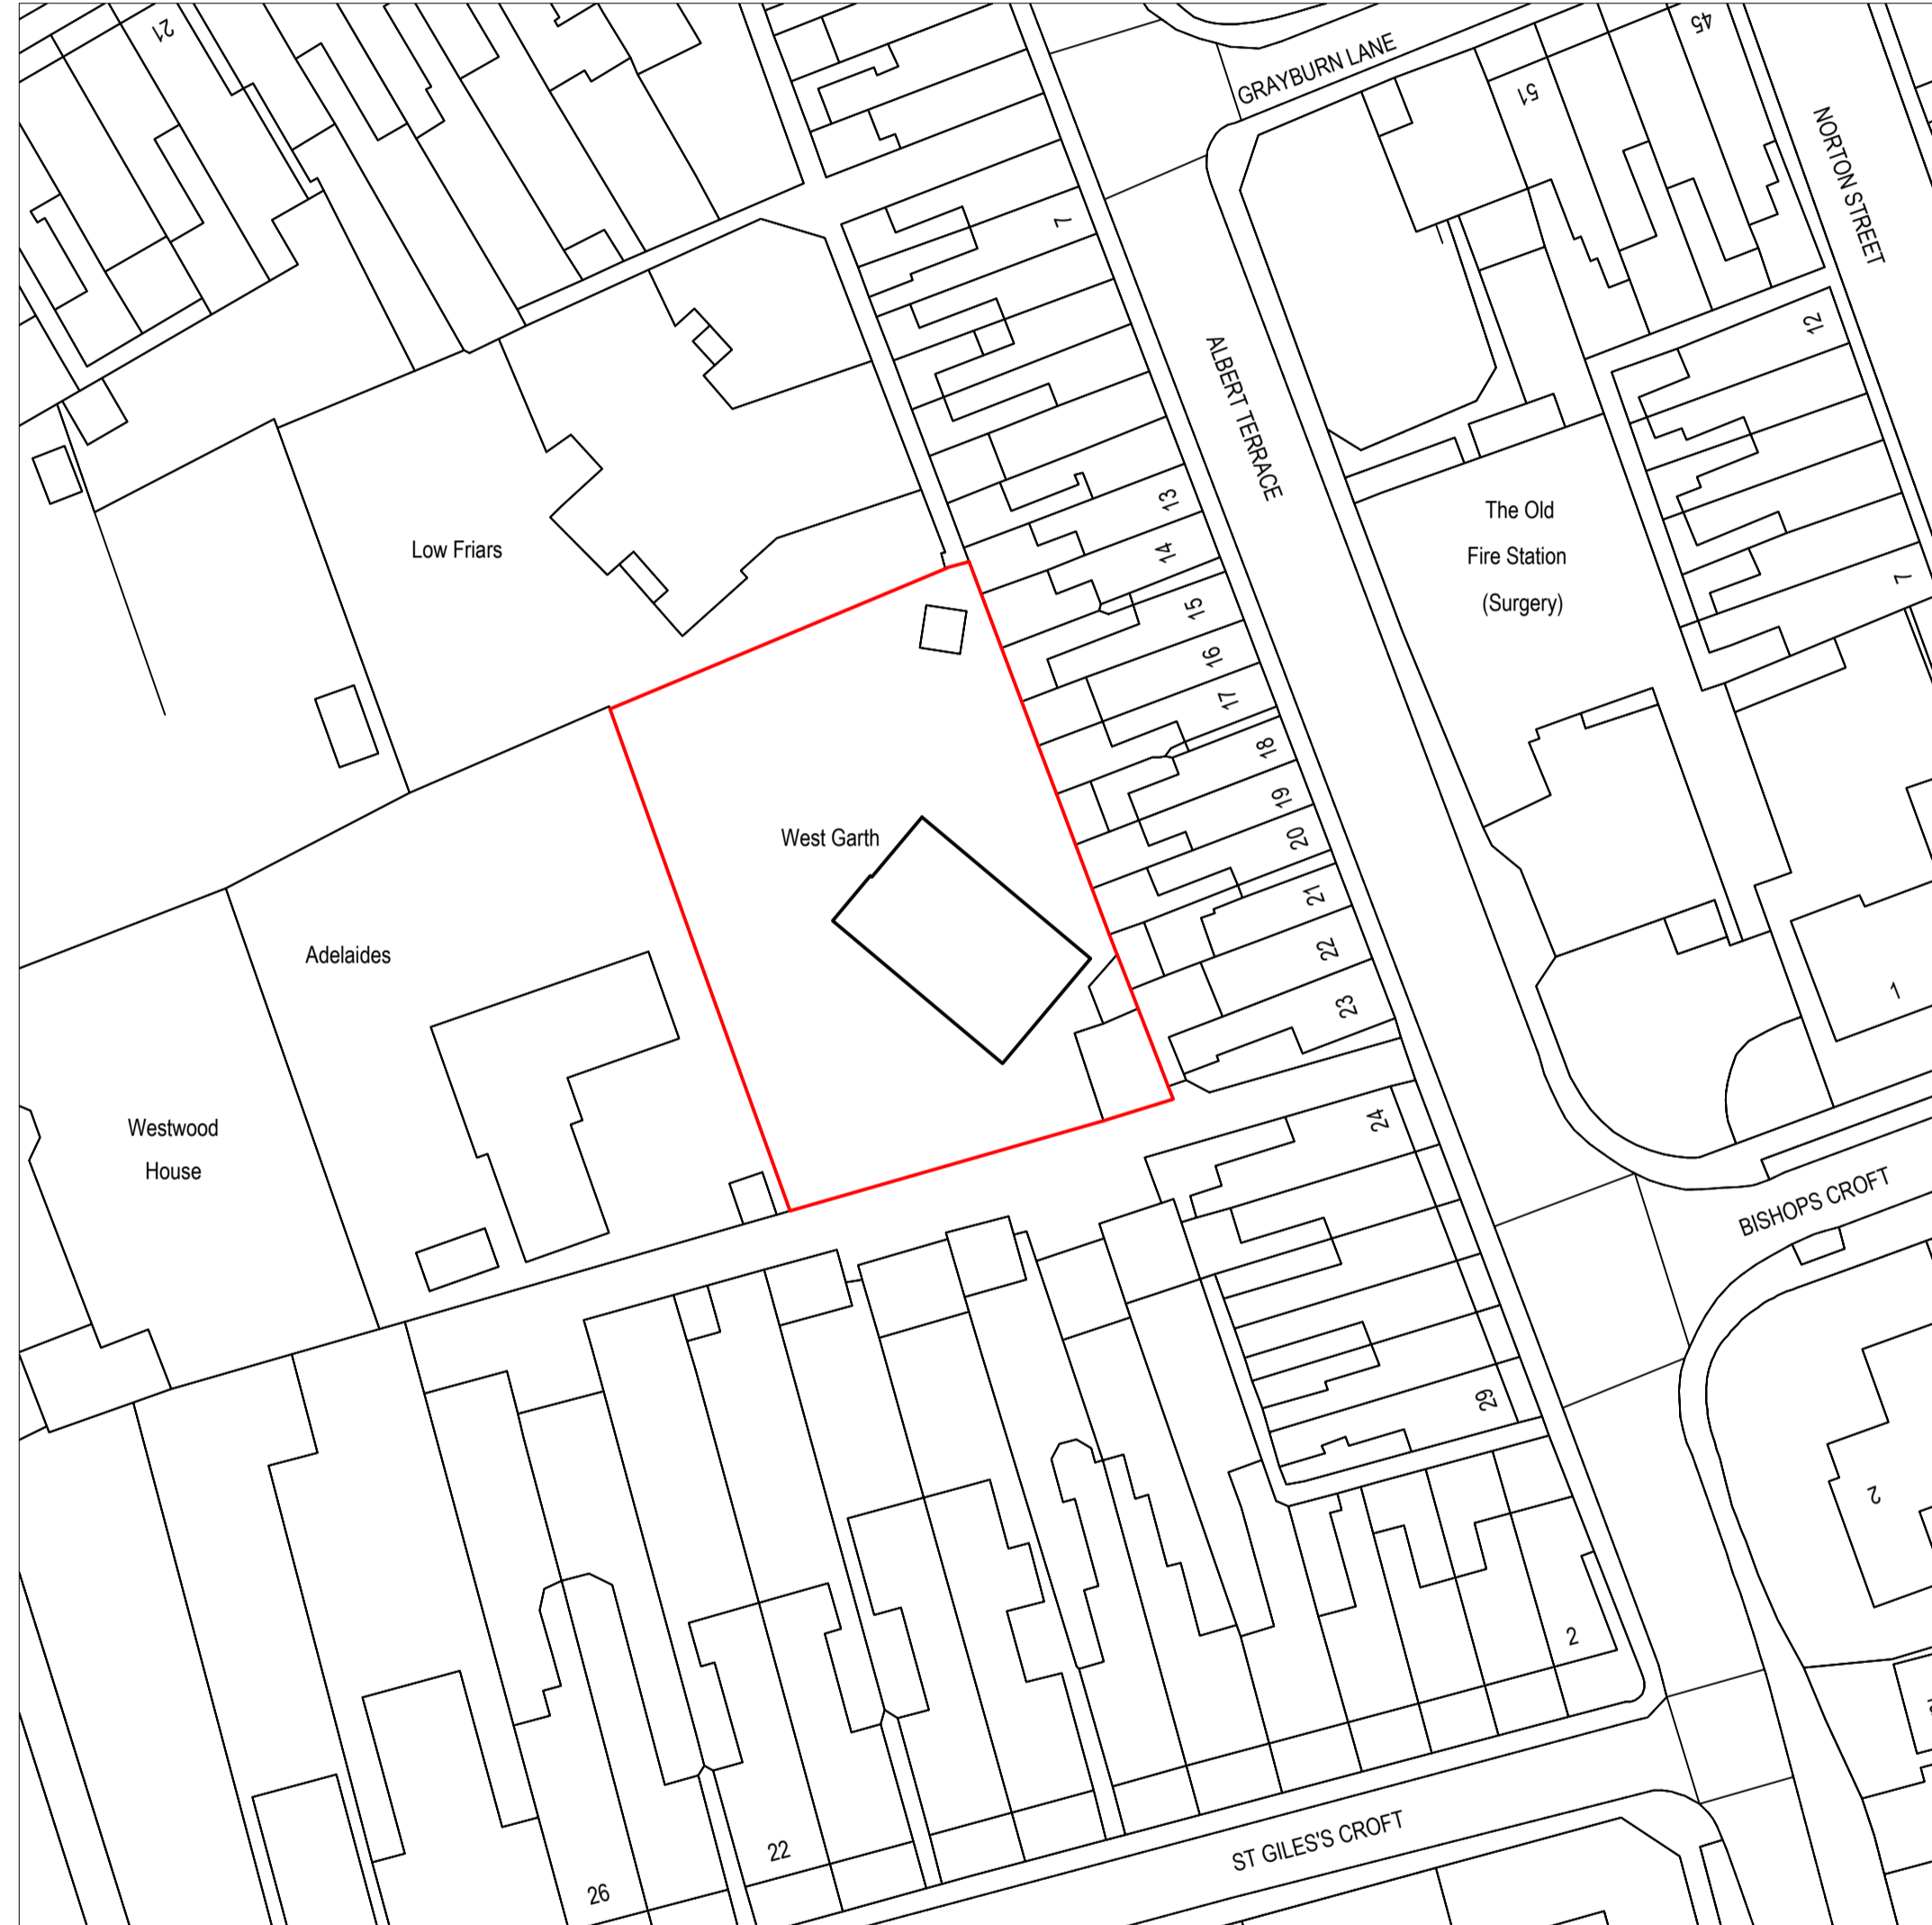 21
45
GRAYBURN LANE
51
NORTON STREET
7
12
ALBERT TERRACE
13
The Old
Low Friars
14
Fire Station
7
15
(Surgery)
16
17
18
19
West Garth
20
21
22
Adelaides
1
23
24
Westwood
House
BISHOPS CROFT
29
2
2
ST GILES'S CROFT
22
26